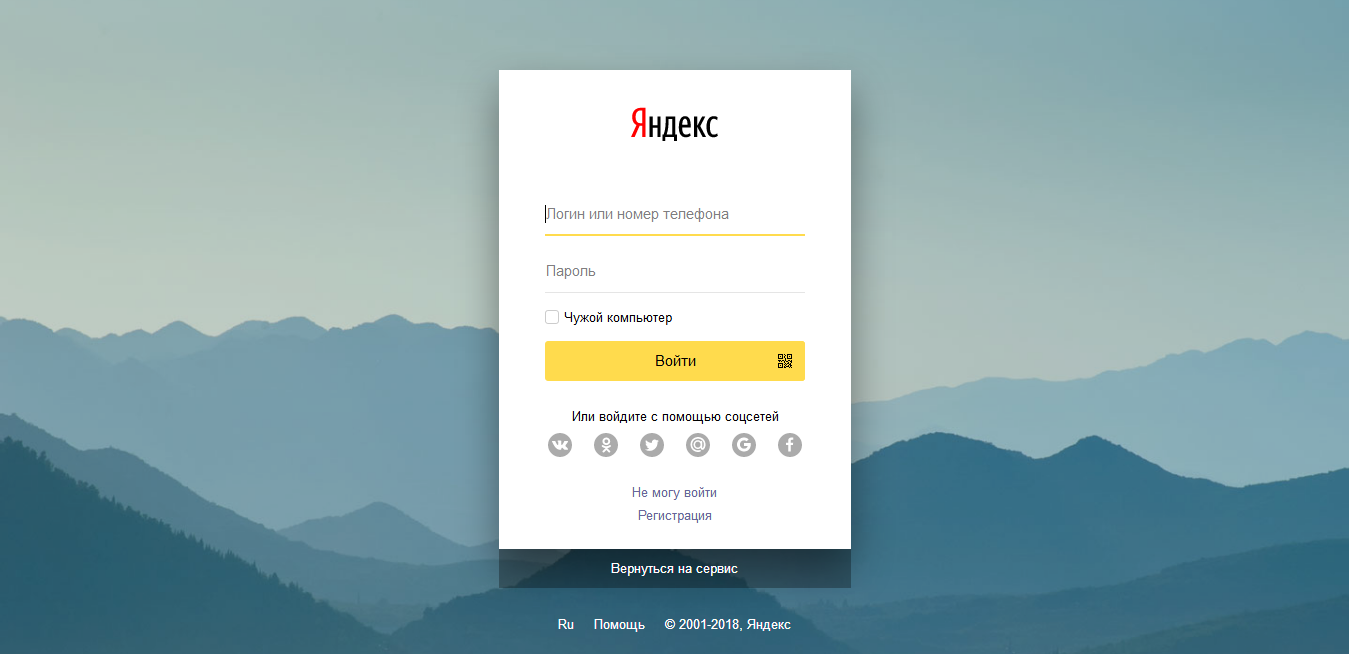 Яндекс
Логин или номер телефона
Пароль
Чужой компьютер
Войти
Или войдите с помощью соцсетей
Не могу войти
Регистрация
Вернуться на сервис
Ru Помощь © 2001-2018, Яндекс